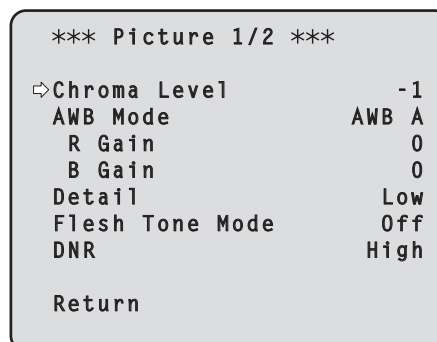 *** Picture 1/2 ***
⇨Chroma Level -1
AWB Mode AWB A
R Gain 0
B Gain 0
Detail Low
Flesh Tone Mode Off
DNR High
Return